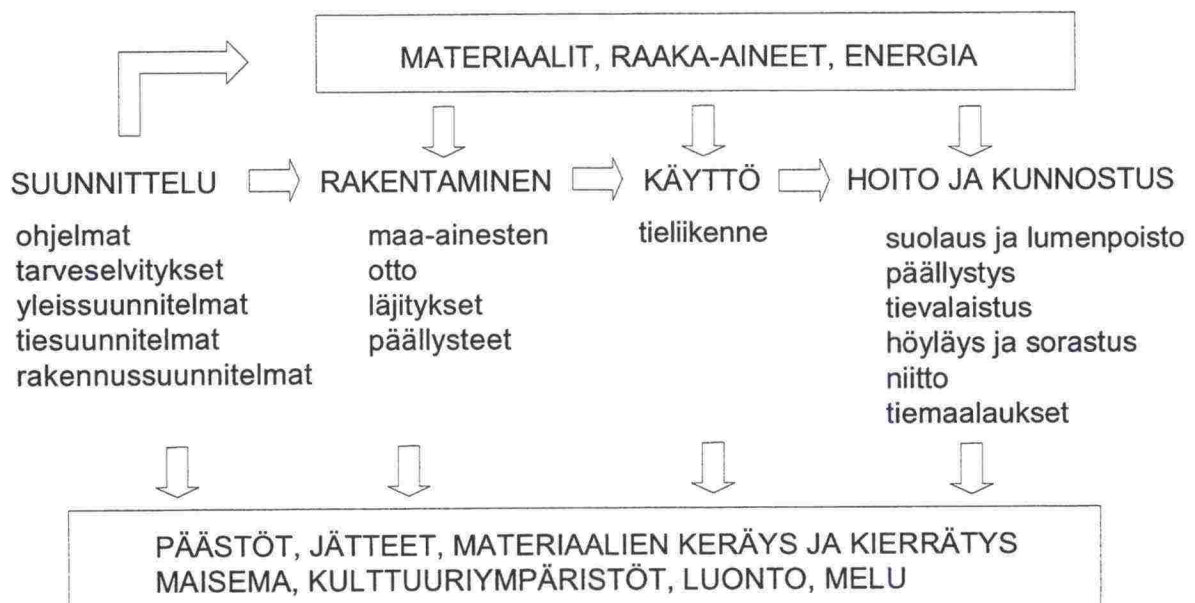 MATERIAALIT, RAAKA-AINEET, ENERGIA
SUUNNITTELU
ohjelmat
tarveselvitykset
yleissuunnitelmat
tiesuunnitelmat
rakennussuunnitelmat
RAKENTAMINEN
maa-ainesten
otto
läjitykset
päällysteet
KÄYTTÖ
tieliikenne
HOITO JA KUNNOSTUS
suolaus ja lumenpoisto
päällystys
tievalaistus
höyläys ja sorastus
niitto
tiemaalaukset
PÄÄSTÖT, JÄTTEET, MATERIAALIEN KERÄYS JA KIERRÄTYS
MAISEMA, KULTTUURIYMPÄRISTÖT, LUONTO, MELU